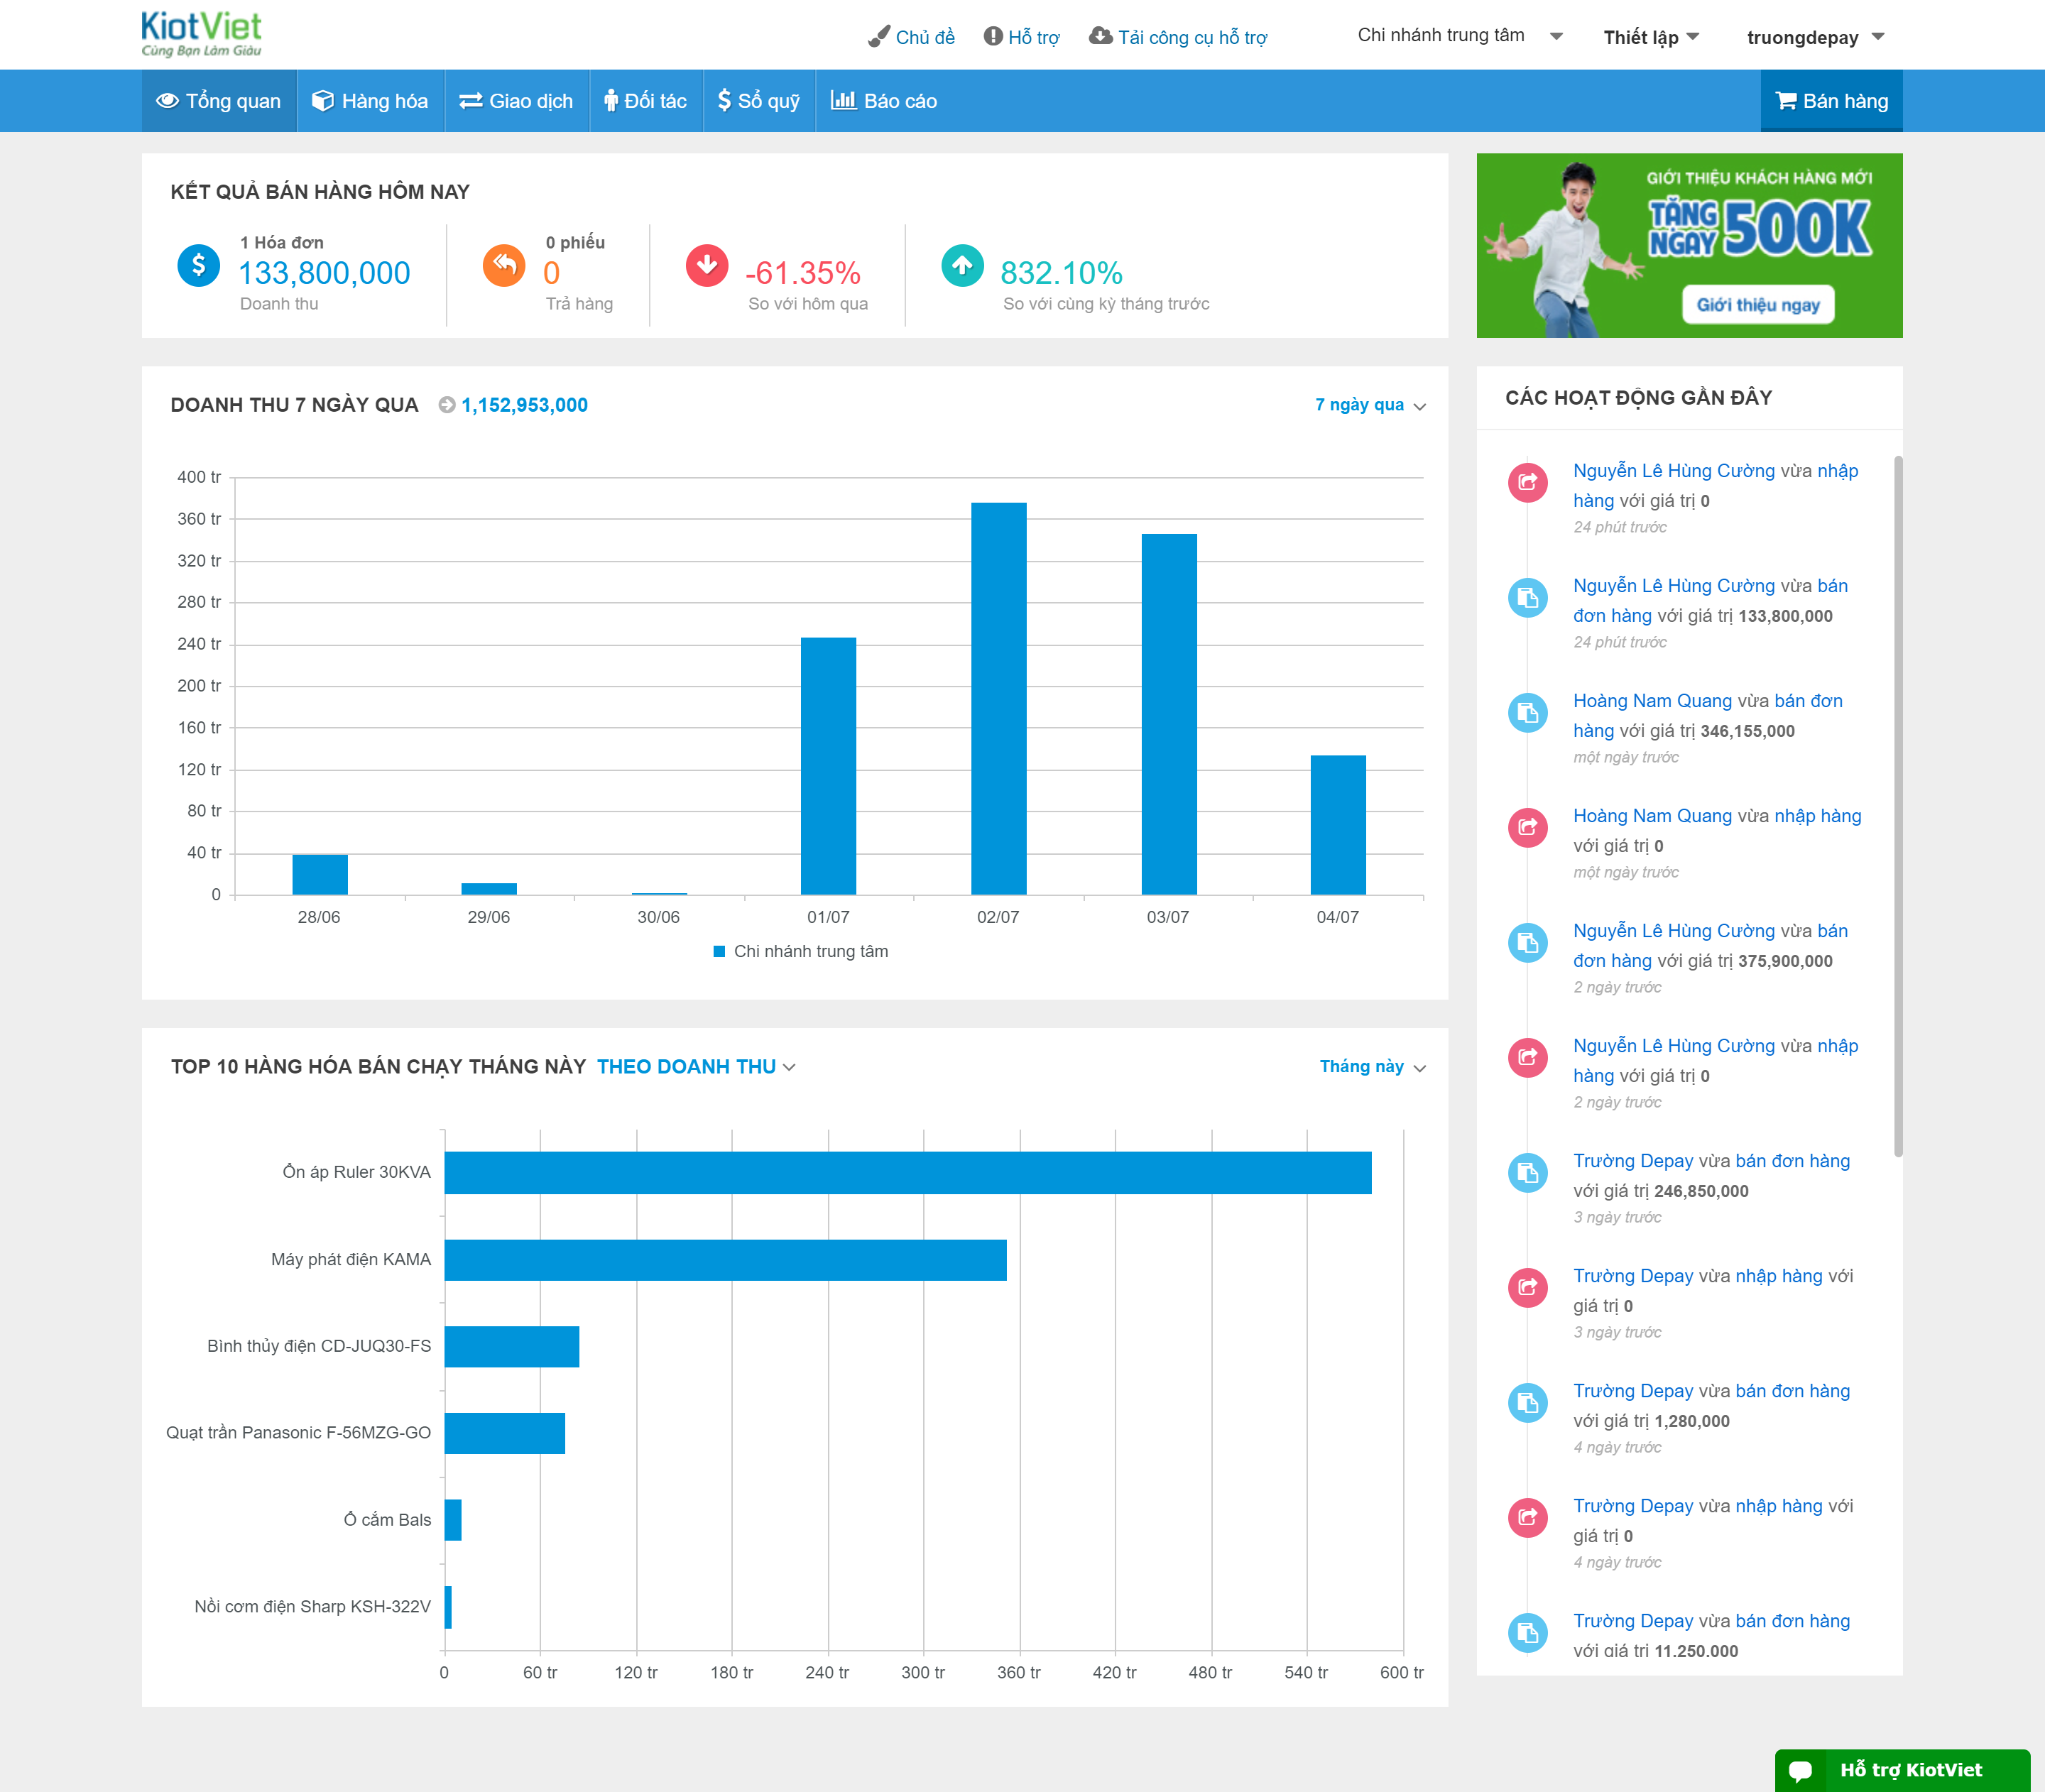 KiotViet
Cùng Bạn Làm Giàu
Chủ đề
Hỗ trợ
Tải công cụ hỗ trợ
Chi nhánh trung tâm
Thiết lập
truongdepay
Tổng quan
Hàng hóa
Giao dịch
Đối tác
Sổ quỹ
Báo cáo
Bán hàng
KẾT QUẢ BÁN HÀNG HÔM NAY
1 Hóa đơn
133,800,000
Doanh thu
0 phiếu
0
Trả hàng
-61.35%
So với hôm qua
832.10%
So với cùng kỳ tháng trước
GIỚI THIỆU KHÁCH HÀNG MỚI
TẶNG NGAY 500K
Giới thiệu ngay
DOANH THU 7 NGÀY QUA 1,152,953,000
7 ngày qua
400 tr
360 tr
320 tr
280 tr
240 tr
200 tr
160 tr
120 tr
80 tr
40 tr
0
28/06 29/06 30/06 01/07 02/07 03/07 04/07
Chi nhánh trung tâm
TOP 10 HÀNG HÓA BÁN CHẠY THÁNG NÀY THEO DOANH THU
Tháng này
Ổn áp Ruler 30KVA
Máy phát điện KAMA
Bình thủy điện CD-JUQ30-FS
Quạt trần Panasonic F-56MZG-GO
Ổ cắm Bals
Nồi cơm điện Sharp KSH-322V
0 60 tr 120 tr 180 tr 240 tr 300 tr 360 tr 420 tr 480 tr 540 tr 600 tr
CÁC HOẠT ĐỘNG GẦN ĐÂY
Nguyễn Lê Hùng Cường vừa nhập
hàng với giá trị 0
24 phút trước
Nguyễn Lê Hùng Cường vừa bán
đơn hàng với giá trị 133,800,000
24 phút trước
Hoàng Nam Quang vừa bán đơn
hàng với giá trị 346,155,000
một ngày trước
Hoàng Nam Quang vừa nhập hàng
với giá trị 0
một ngày trước
Nguyễn Lê Hùng Cường vừa bán
đơn hàng với giá trị 375,900,000
2 ngày trước
Nguyễn Lê Hùng Cường vừa nhập
hàng với giá trị 0
2 ngày trước
Trường Depay vừa bán đơn hàng
với giá trị 246,850,000
3 ngày trước
Trường Depay vừa nhập hàng với
giá trị 0
3 ngày trước
Trường Depay vừa bán đơn hàng
với giá trị 1,280,000
4 ngày trước
Trường Depay vừa nhập hàng với
giá trị 0
4 ngày trước
Trường Depay vừa bán đơn hàng
với giá trị 11,250,000
Hỗ trợ KiotViet